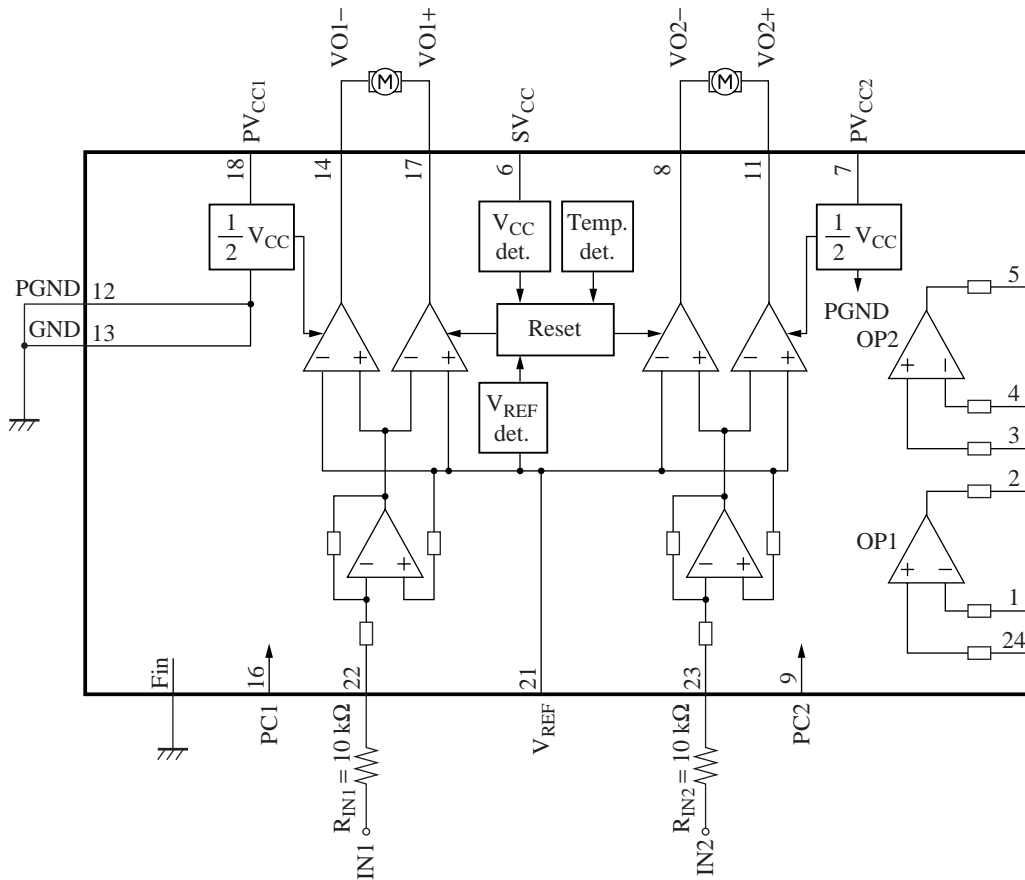 VO1− VO1+ VO2− VO2+
M M
PVCC1 SVCC PVCC2
18 14 17 6 8 11 7
1/2 VCC
VCC det.
Temp. det.
1/2 VCC
PGND 12
GND 13
PGND
Reset
− + − +
− + − +
VREF det.
5
OP2
+ −
4
3
2
OP1
+ −
1
24
− +
− +
Fin 16 22 21 23 9
PC1 VREF PC2
RIN1 = 10 kΩ
RIN2 = 10 kΩ
IN1 IN2